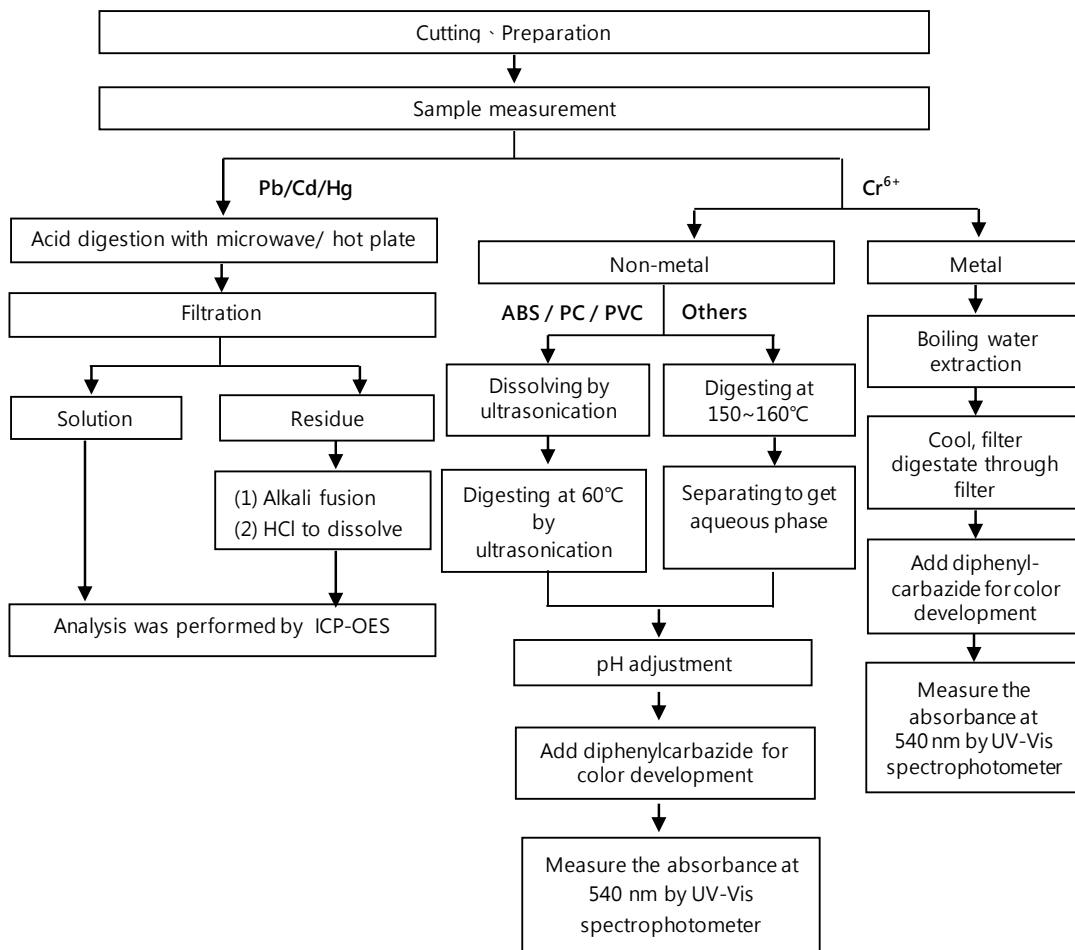 Cutting、Preparation
Sample measurement
Pb/Cd/Hg
Cr⁶⁺
Acid digestion with microwave/ hot plate
Filtration
Solution
Residue
(1) Alkali fusion
(2) HCl to dissolve
Analysis was performed by ICP-OES
Non-metal
ABS / PC / PVC
Others
Dissolving by
ultrasonication
Digesting at
150~160℃
Digesting at 60℃
by
ultrasonication
Separating to get
aqueous phase
pH adjustment
Add diphenylcarbazide for
color development
Measure the absorbance at
540 nm by UV-Vis
spectrophotometer
Metal
Boiling water
extraction
Cool, filter
digestate through
filter
Add diphenyl-
carbazide for color
development
Measure the
absorbance at
540 nm by UV-Vis
spectrophotometer